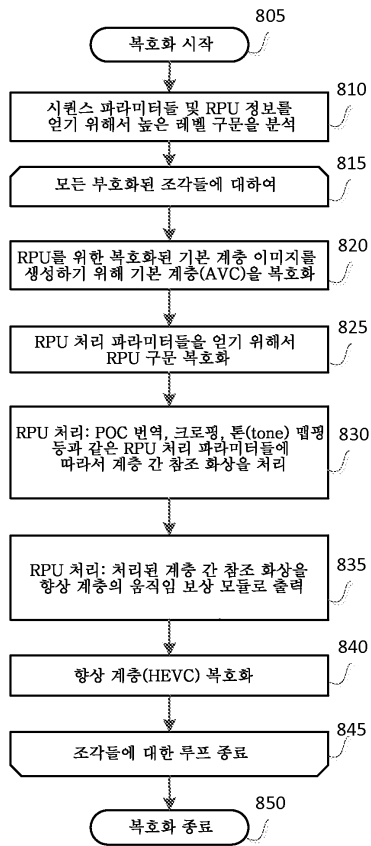 805
복호화 시작
810
시퀀스 파라미터들 및 RPU 정보를
얻기 위해서 높은 레벨 구문을 분석
815
모든 부호화된 조각들에 대하여
820
RPU를 위한 복호화된 기본 계층 이미지를
생성하기 위해 기본 계층(AVC)을 복호화
825
RPU 처리 파라미터들을 얻기 위해서
RPU 구문 복호화
830
RPU 처리: POC 번역, 크로핑, 톤(tone) 맵핑
등과 같은 RPU 처리 파라미터들에
따라서 계층 간 참조 화상을 처리
835
RPU 처리: 처리된 계층 간 참조 화상을
향상 계층의 움직임 보상 모듈로 출력
840
향상 계층(HEVC) 복호화
845
조각들에 대한 루프 종료
850
복호화 종료